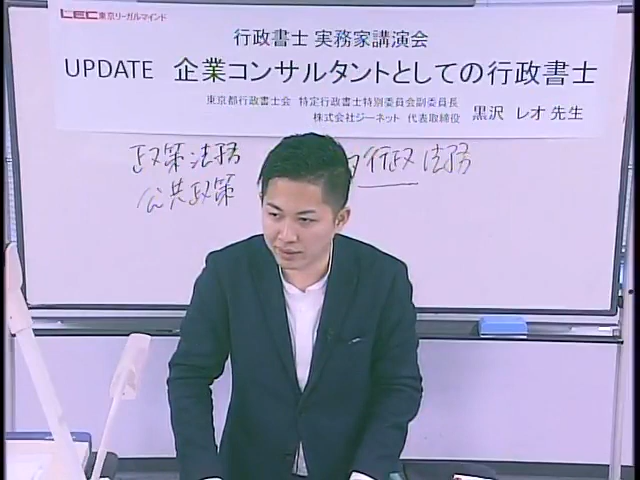 LEC東京リーガルマインド
行政書士 実務家講演会
UPDATE 企業コンサルタントとしての行政書士
東京都行政書士会 特定行政書士特別委員会副委員長
株式会社ジーネット 代表取締役 黒沢 レオ 先生
政策法務 行政法務
公共政策